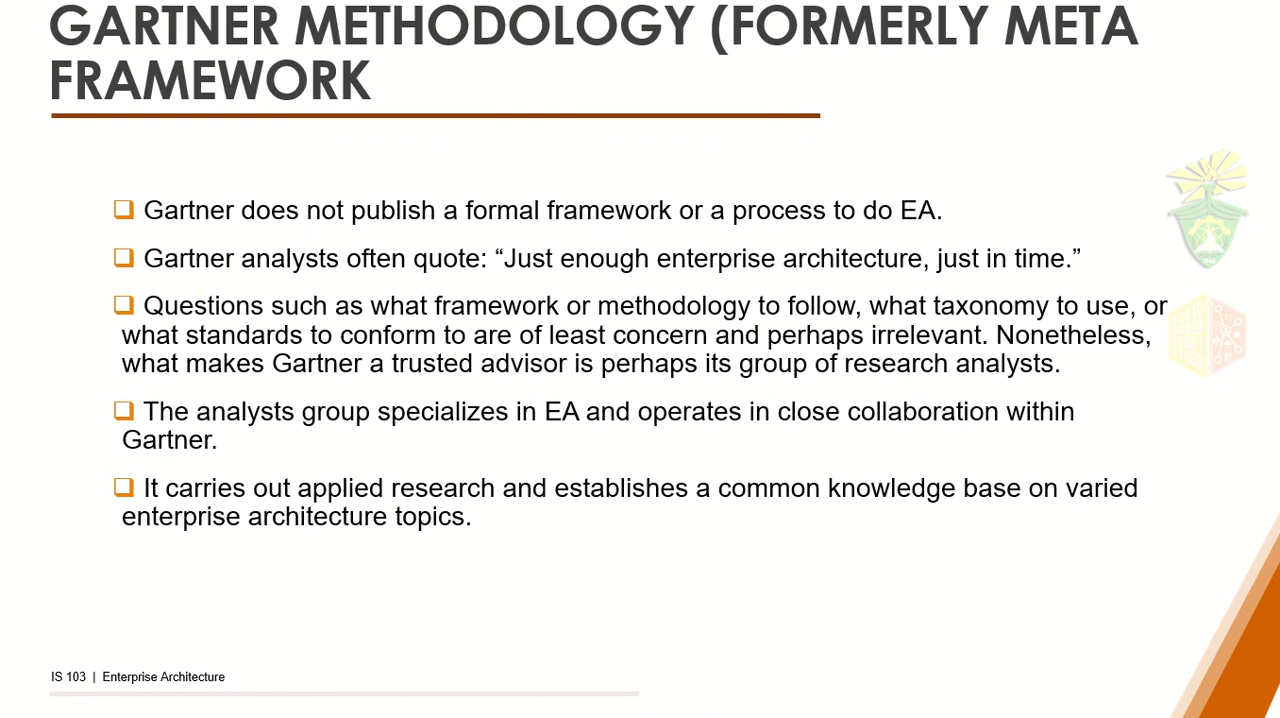 GARTNER METHODOLOGY (FORMERLY META
FRAMEWORK
❑ Gartner does not publish a formal framework or a process to do EA.
❑ Gartner analysts often quote: “Just enough enterprise architecture, just in time.”
❑ Questions such as what framework or methodology to follow, what taxonomy to use, or
what standards to conform to are of least concern and perhaps irrelevant. Nonetheless,
what makes Gartner a trusted advisor is perhaps its group of research analysts.
❑ The analysts group specializes in EA and operates in close collaboration within
Gartner.
❑ It carries out applied research and establishes a common knowledge base on varied
enterprise architecture topics.
IS 103 | Enterprise Architecture